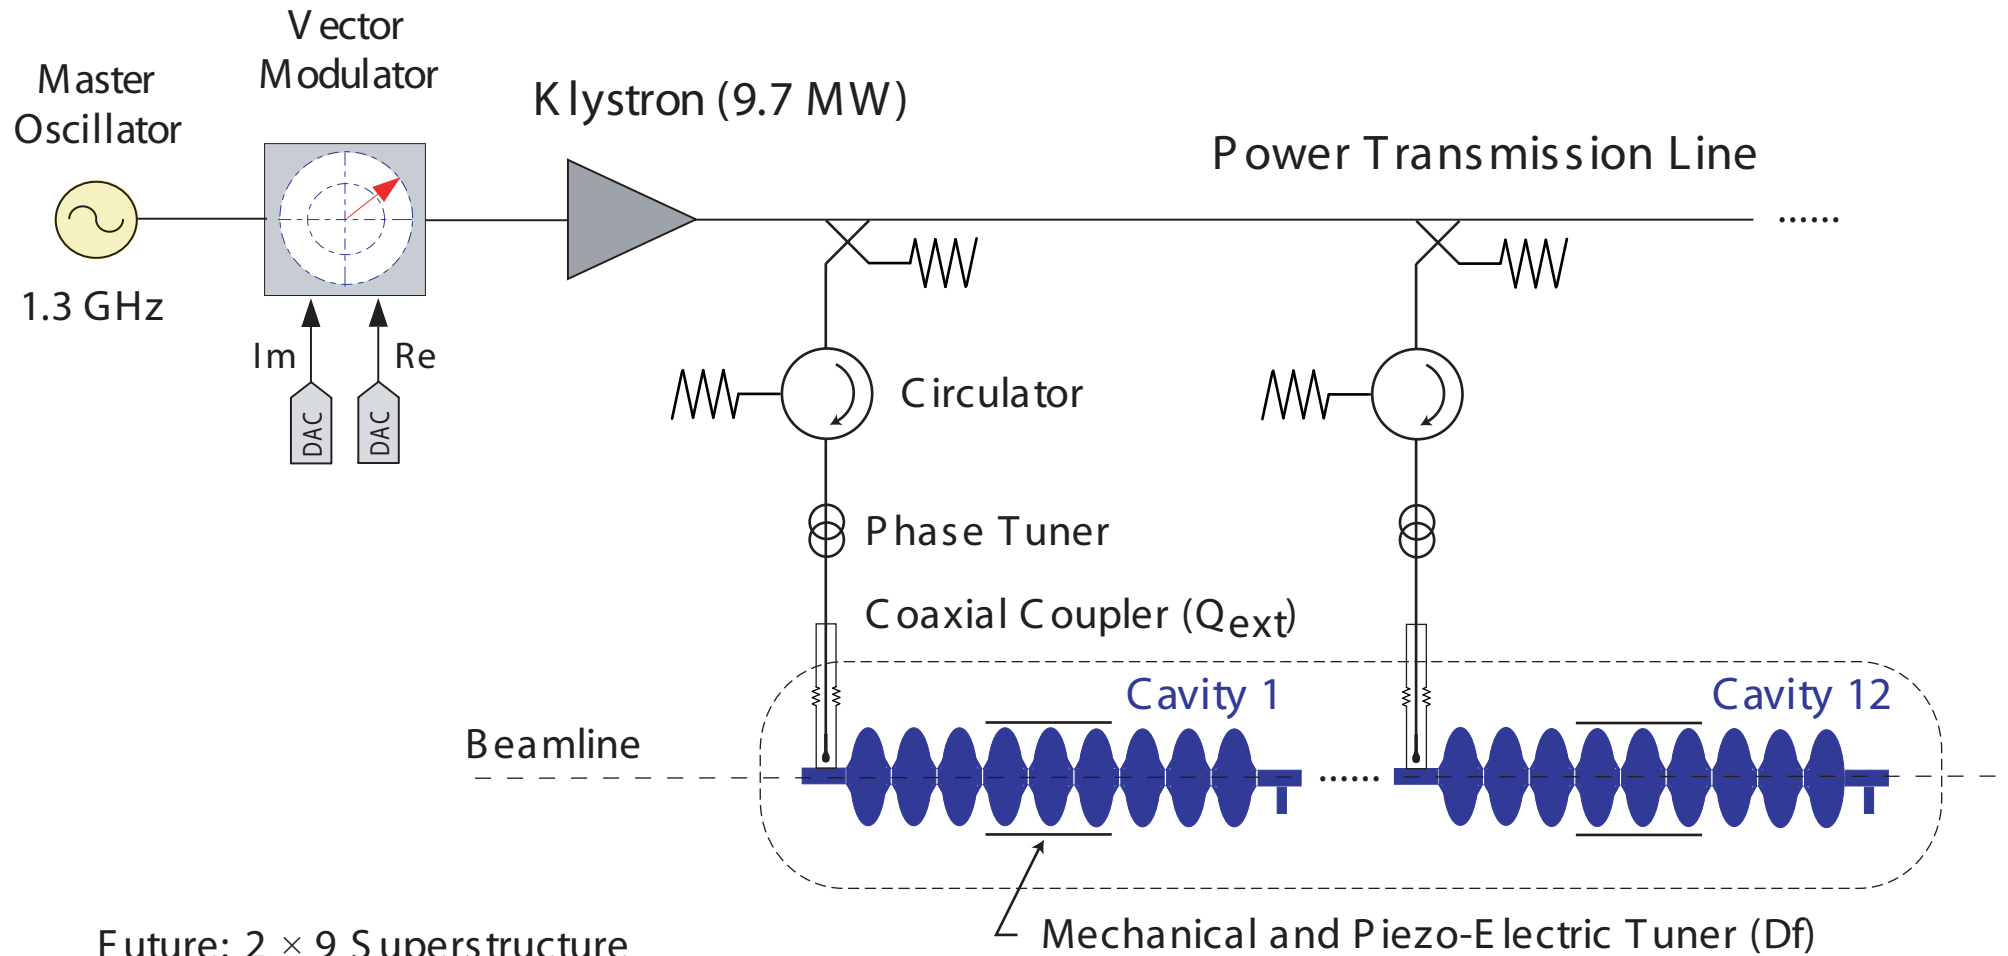 Vector
Modulator
Master
Oscillator
Klystron (9.7 MW)
Power Transmission Line
......
1.3 GHz
Im
Re
DAC
DAC
Circulator
Phase Tuner
Coaxial Coupler (Qext)
Cavity 1
Cavity 12
Beamline
......
Mechanical and Piezo-Electric Tuner (Df)
Future: 2 × 9 Superstructure